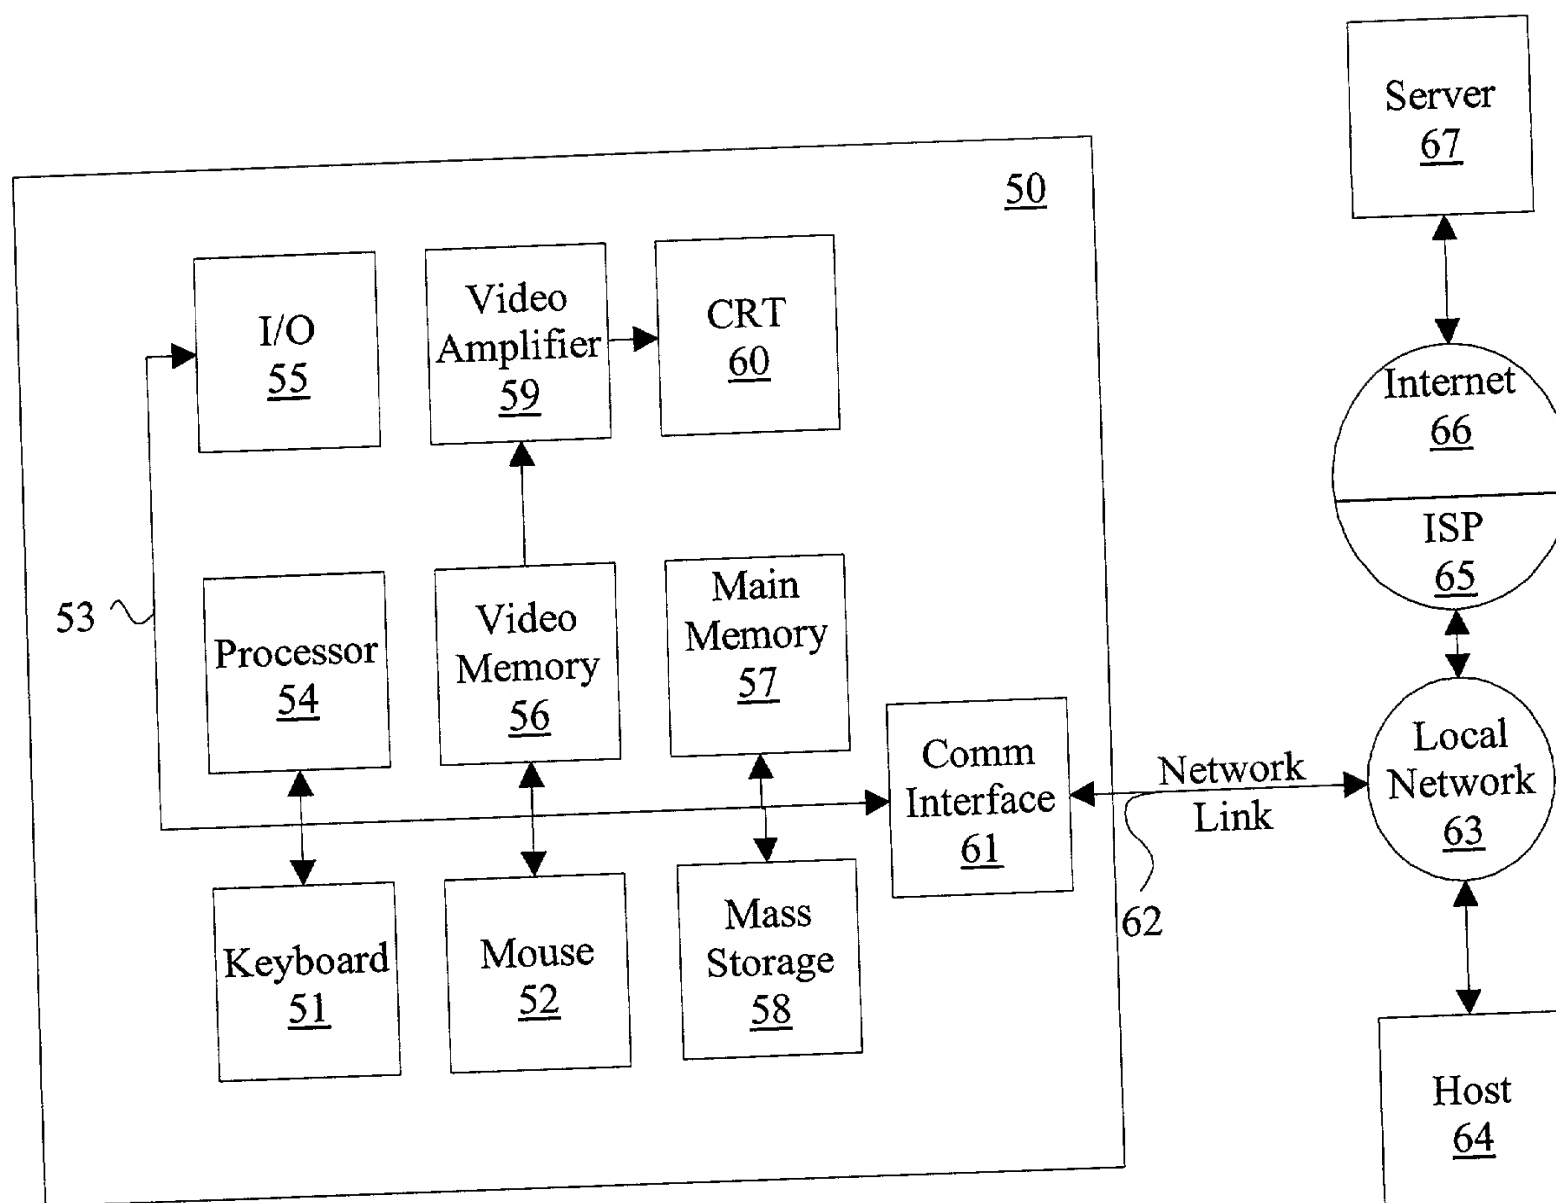 50
I/O
55
Video
Amplifier
59
CRT
60
53
Processor
54
Video
Memory
56
Main
Memory
57
Comm
Interface
61
Keyboard
51
Mouse
52
Mass
Storage
58
Network
Link
62
Server
67
Internet
66
ISP
65
Local
Network
63
Host
64